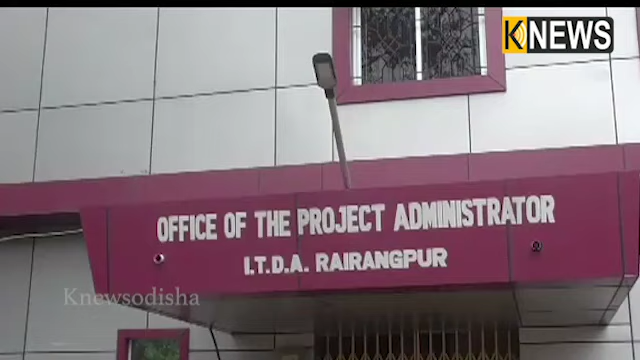 KNEWS
OFFICE OF THE PROJECT ADMINISTRATOR
I.T.D.A. RAIRANGPUR
Knewsodisha